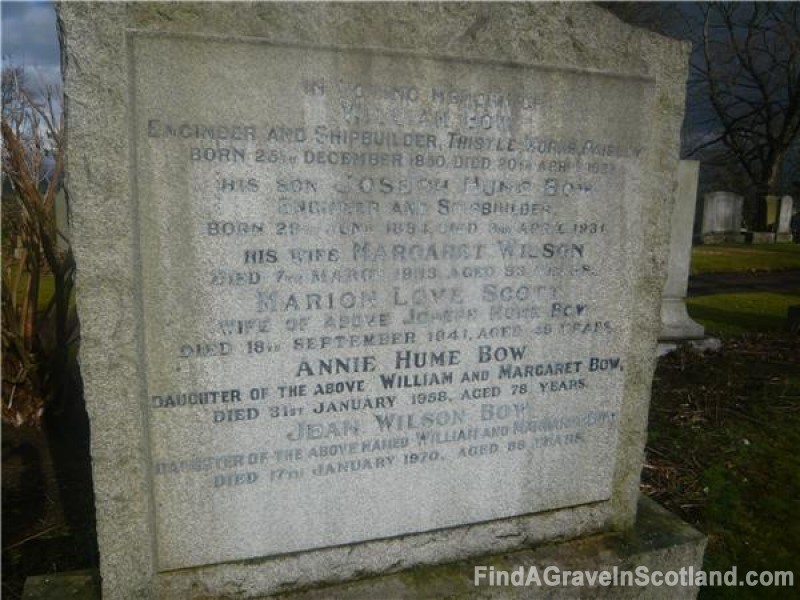 IN LOVING MEMORY OF
WILLIAM BOW
ENGINEER AND SHIPBUILDER, THISTLE WORKS, PAISLEY
BORN 25TH DECEMBER 1850, DIED 20TH APRIL
HIS SON JOSEPH HUME BOW
ENGINEER AND SHIPBUILDER
BORN 29TH JUNE DIED APRIL 1931.
HIS WIFE MARGARET WILSON
DIED 7TH MARCH 1933, AGED 83 YEARS.
MARION LOVE SCOTT
WIFE OF ABOVE JOSEPH HUME BOW
DIED 18TH SEPTEMBER 1941, AGED YEARS.
ANNIE HUME BOW
DAUGHTER OF THE ABOVE WILLIAM AND MARGARET BOW,
DIED 31ST JANUARY 1958, AGED 78 YEARS.
JEAN WILSON BOW
DAUGHTER OF THE ABOVE NAMED WILLIAM AND MARGARET BOW,
DIED 17TH JANUARY 1970, AGED 88 YEARS.
FindAGraveInScotland.com